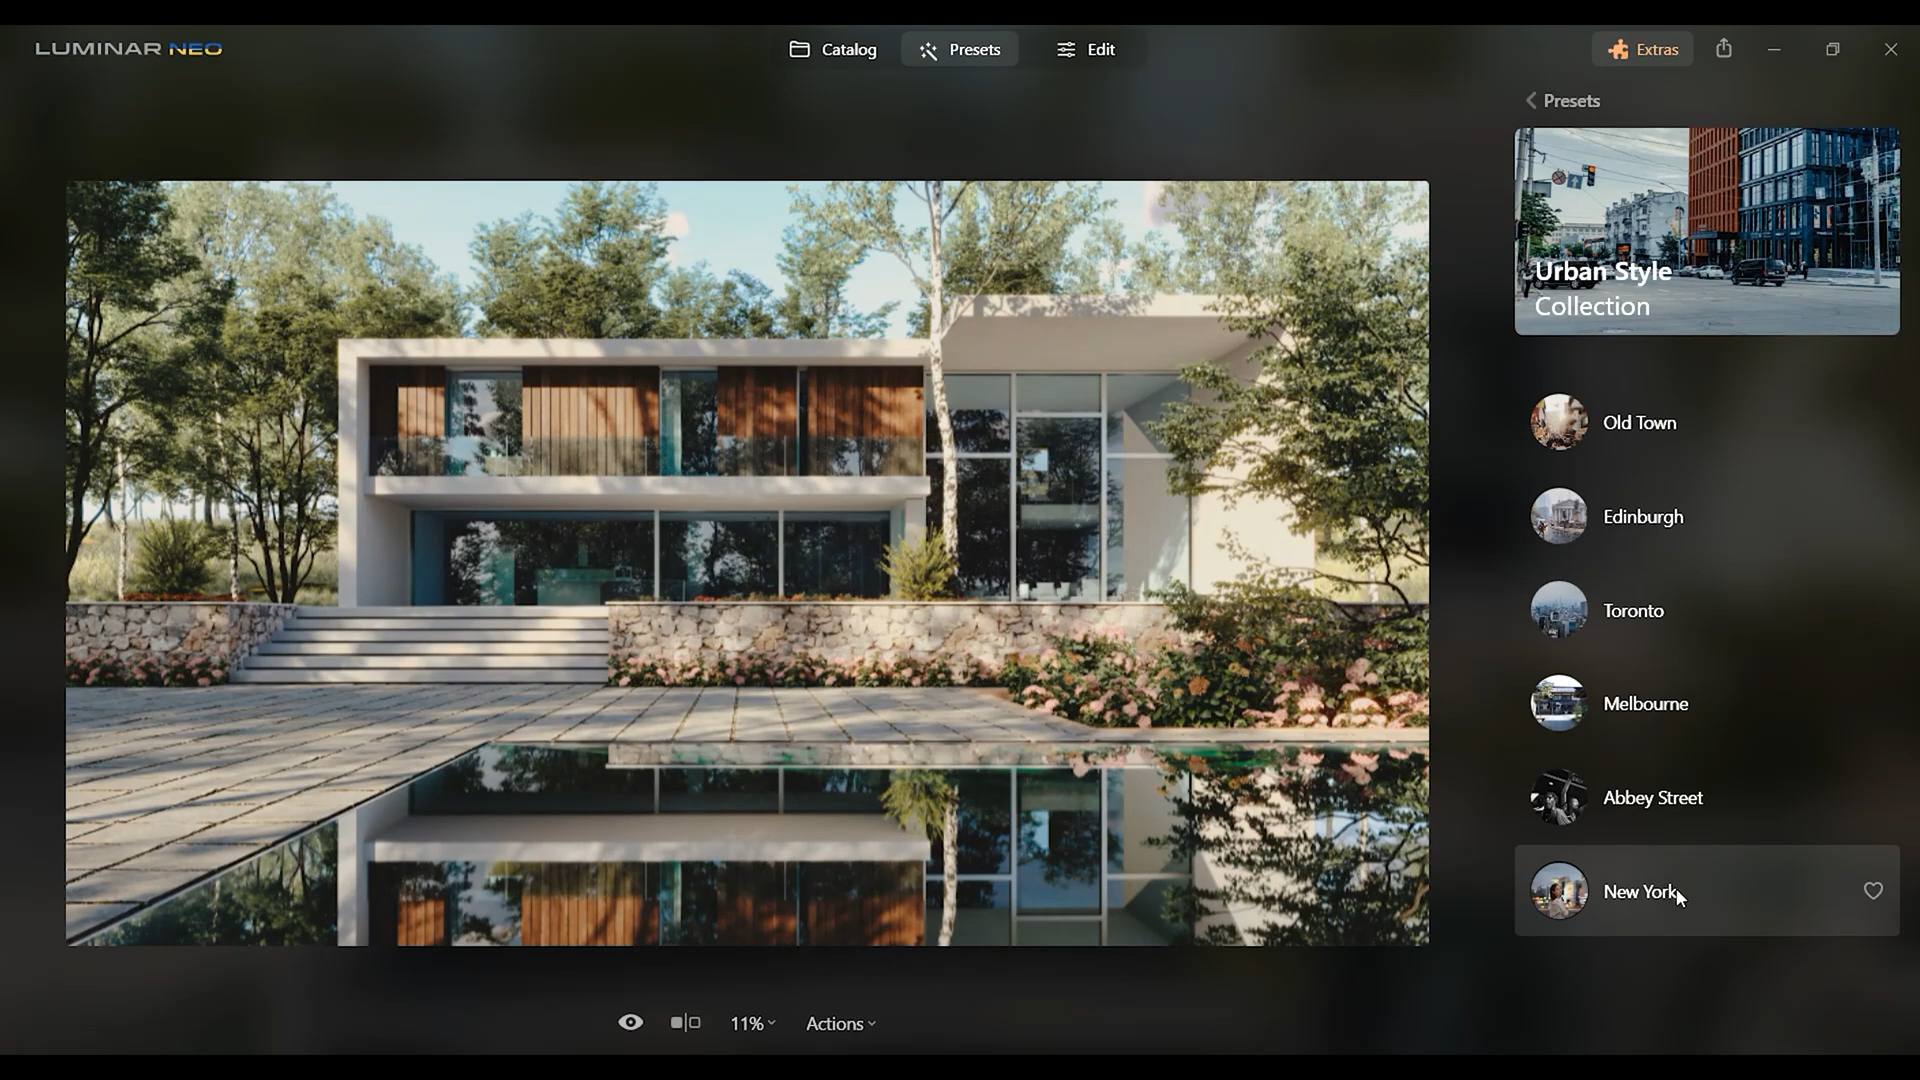 LUMINAR NEO
Catalog
Presets
Edit
Extras
Presets
Urban Style
Collection
Old Town
Edinburgh
Toronto
Melbourne
Abbey Street
New York
11%
Actions